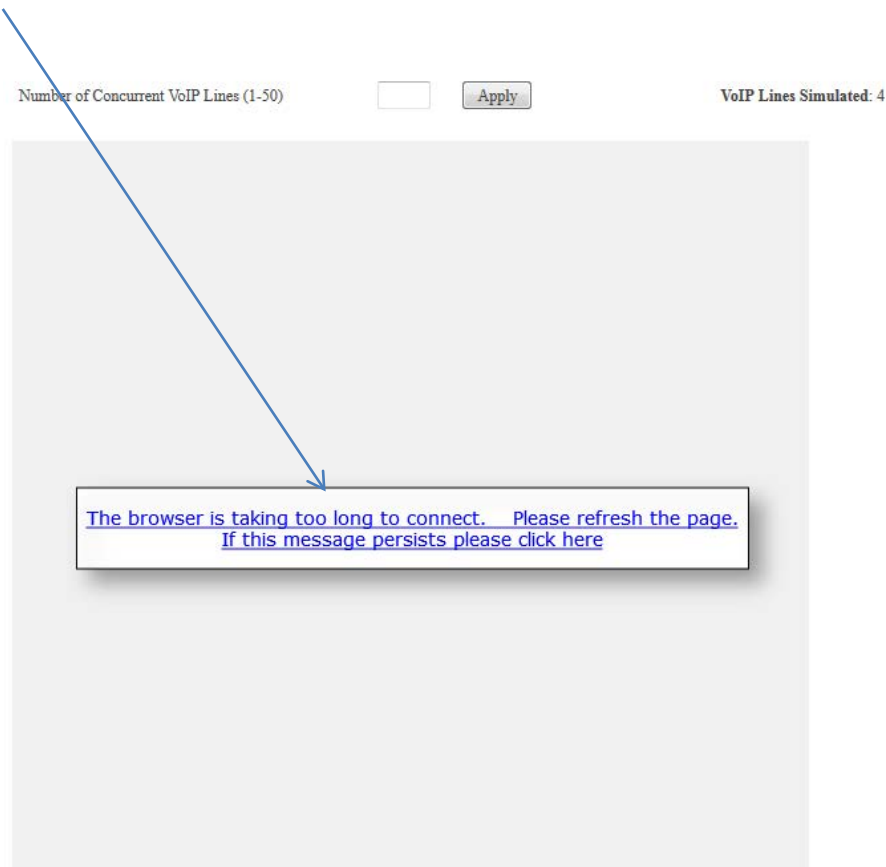 Number of Concurrent VoIP Lines (1-50) Apply VoIP Lines Simulated: 4
The browser is taking too long to connect. Please refresh the page.
If this message persists please click here